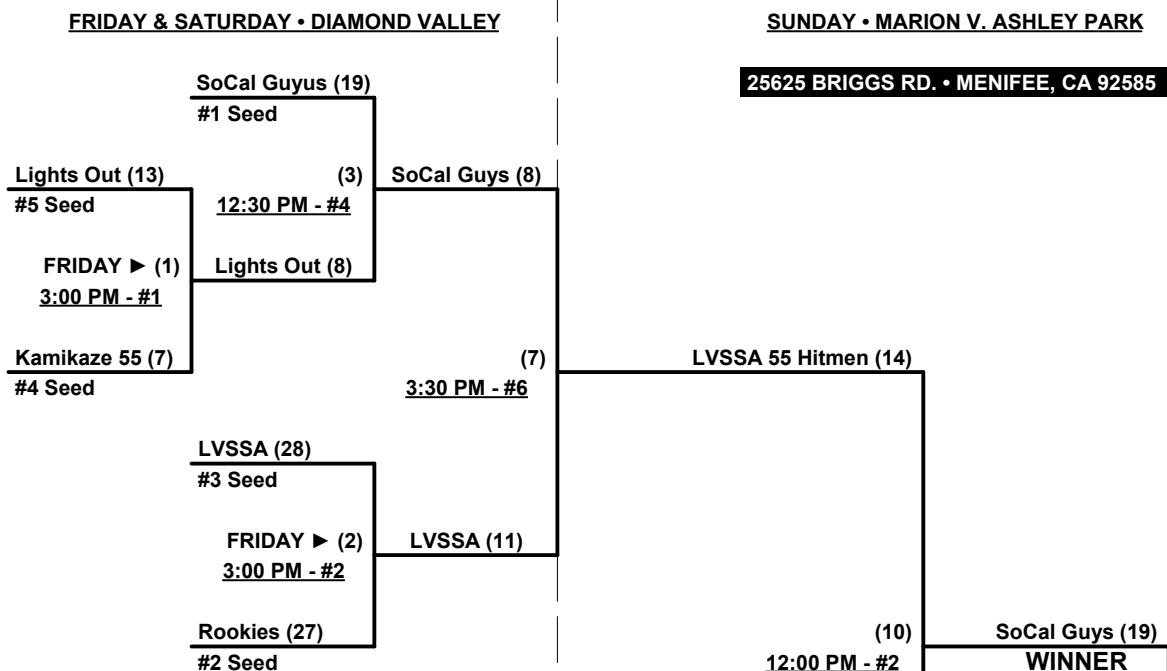 FRIDAY & SATURDAY • DIAMOND VALLEY
SUNDAY • MARION V. ASHLEY PARK
25625 BRIGGS RD. • MENIFEE, CA 92585
SoCal Guyus (19)
#1 Seed
Lights Out (13)
#5 Seed
(3)
12:30 PM - #4
SoCal Guys (8)
FRIDAY ► (1)
3:00 PM - #1
Lights Out (8)
Kamikaze 55 (7)
#4 Seed
(7)
3:30 PM - #6
LVSSA 55 Hitmen (14)
LVSSA (28)
#3 Seed
FRIDAY ► (2)
3:00 PM - #2
LVSSA (11)
Rookies (27)
#2 Seed
(10)
12:00 PM - #2
SoCal Guys (19)
WINNER